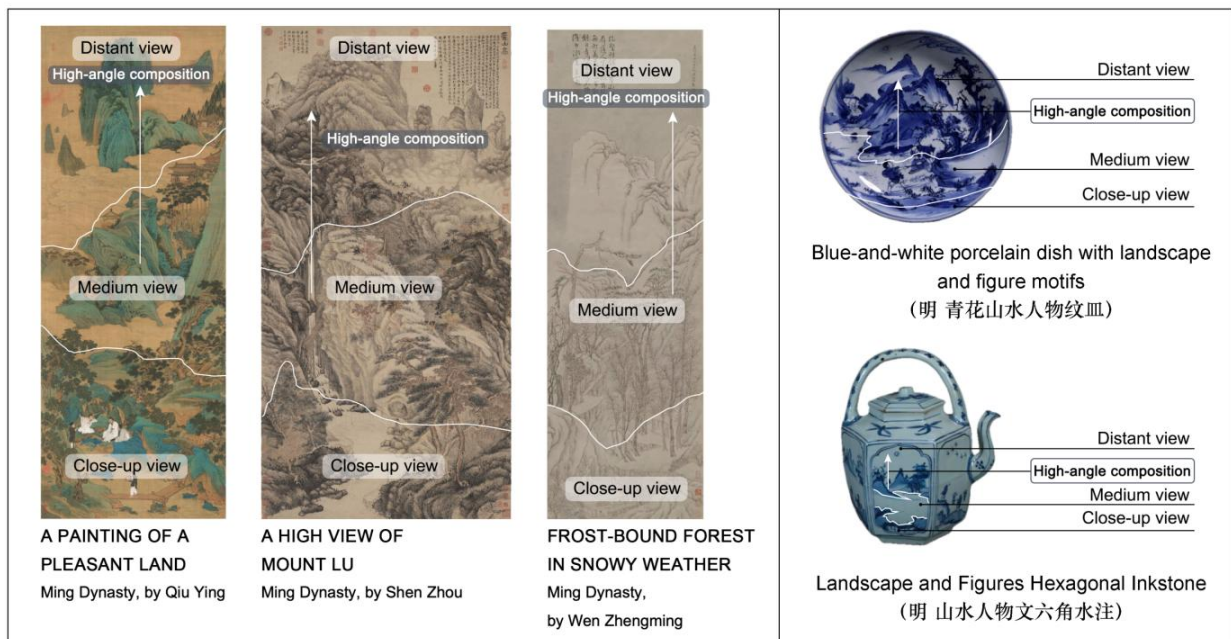 Distant view
High-angle composition
Medium view
Close-up view
A PAINTING OF A
PLEASANT LAND
Ming Dynasty, by Qiu Ying
Distant view
High-angle composition
Medium view
Close-up view
A HIGH VIEW OF
MOUNT LU
Ming Dynasty, by Shen Zhou
Distant view
High-angle composition
Medium view
Close-up view
FROST-BOUND FOREST
IN SNOWY WEATHER
Ming Dynasty,
by Wen Zhengming
Distant view
High-angle composition
Medium view
Close-up view
Blue-and-white porcelain dish with landscape
and figure motifs
(明 青花山水人物纹皿)
Distant view
High-angle composition
Medium view
Close-up view
Landscape and Figures Hexagonal Inkstone
(明 山水人物文六角水注)